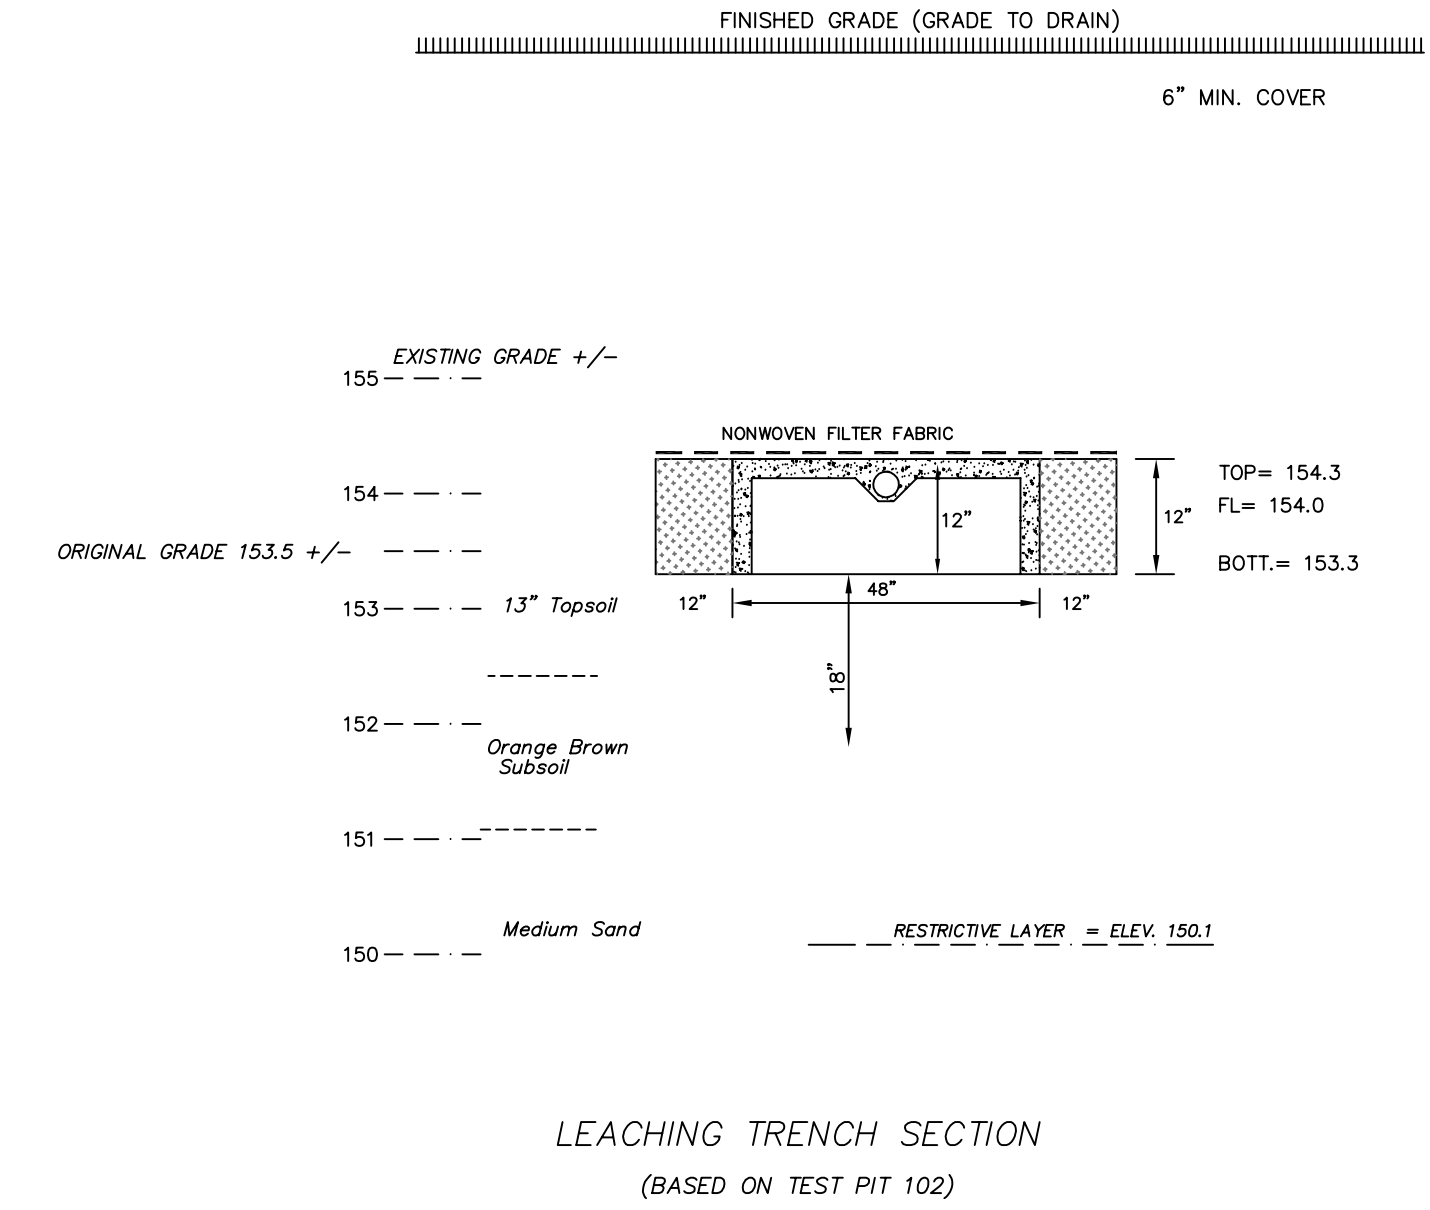 FINISHED GRADE (GRADE TO DRAIN)
6" MIN. COVER
EXISTING GRADE +/-
155
NONWOVEN FILTER FABRIC
154
TOP= 154.3
FL= 154.0
12"
12"
ORIGINAL GRADE 153.5 +/-
BOTT.= 153.3
153
13" Topsoil
12"
48"
12"
18"
152
Orange Brown
Subsoil
151
Medium Sand
RESTRICTIVE LAYER = ELEV. 150.1
150
LEACHING TRENCH SECTION
(BASED ON TEST PIT 102)